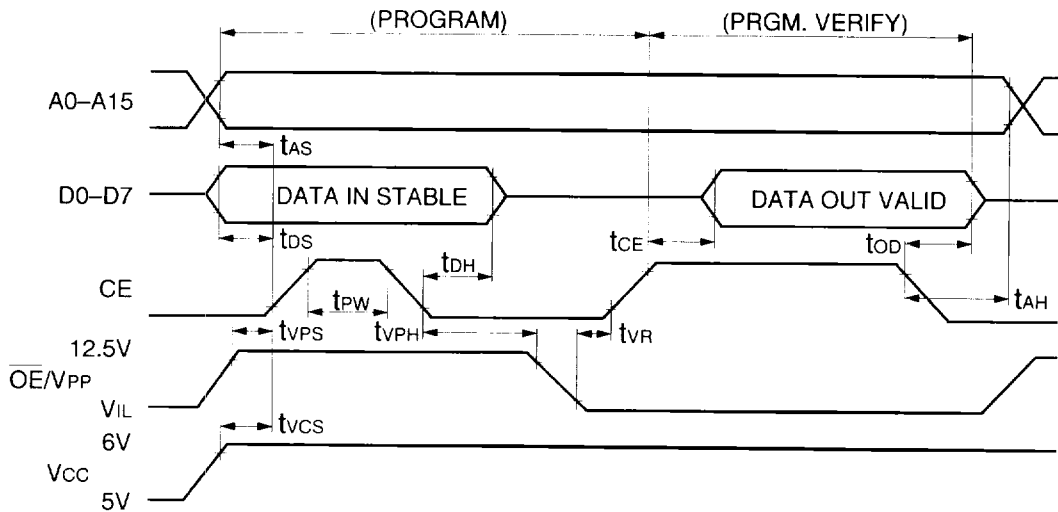 (PROGRAM) (PRGM. VERIFY)
A0–A15
tAS
D0–D7 DATA IN STABLE DATA OUT VALID
tDS tCE tOD
tDH
CE
tPW tAH
tVPS tVPH tVR
12.5V
OE/VPP
VIL
tVCS
6V
VCC
5V